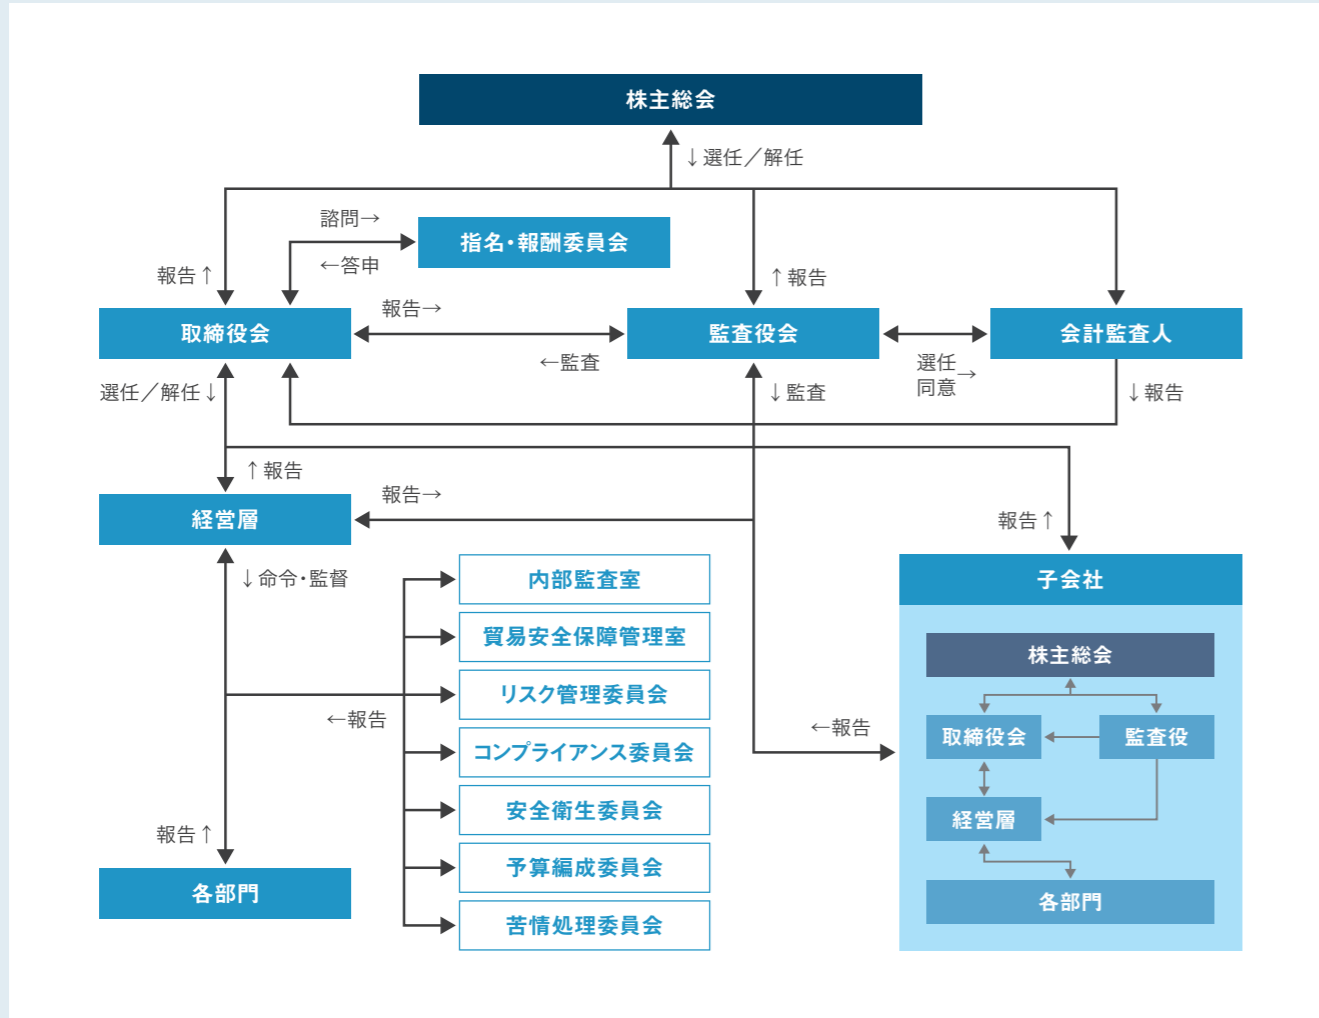 株主総会
↓選任／解任
諮問→
指名・報酬委員会
←答申
報告↑
↑報告
取締役会
報告→
←監査
監査役会
会計監査人
選任
同意→
選任／解任↓
↓監査
↓報告
↑報告
経営層
報告→
報告↑
↓命令・監督
内部監査室
貿易安全保障管理室
リスク管理委員会
←報告
コンプライアンス委員会
安全衛生委員会
予算編成委員会
苦情処理委員会
報告↑
各部門
←報告
子会社
株主総会
取締役会
監査役
経営層
各部門